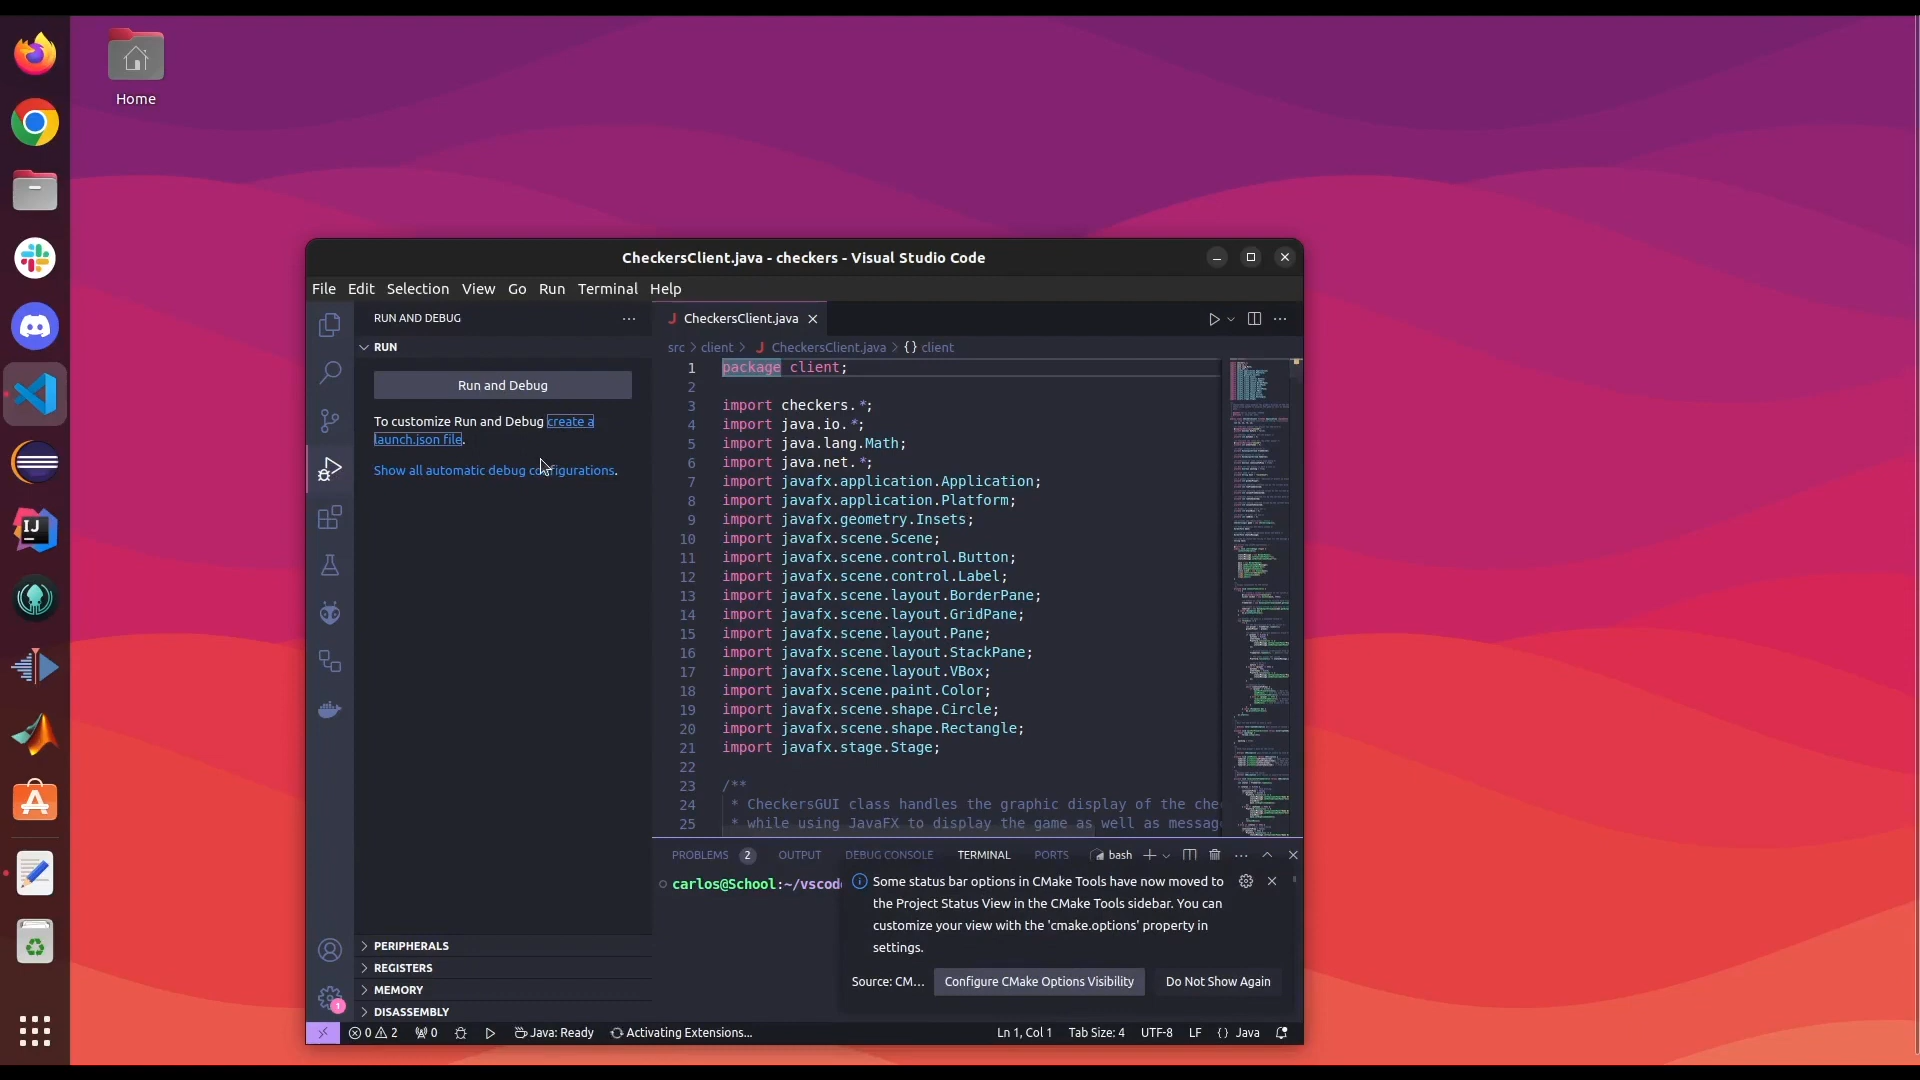 Home
CheckersClient.java - checkers - Visual Studio Code
File Edit Selection View Go Run Terminal Help
RUN AND DEBUG
RUN
Run and Debug
To customize Run and Debug create a
launch.json file.
Show all automatic debug configurations.
PERIPHERALS
REGISTERS
MEMORY
DISASSEMBLY
CheckersClient.java
src > client > J CheckersClient.java > {} client
1 package client;
2
3 import checkers.*;
4 import java.io.*;
5 import java.lang.Math;
6 import java.net.*;
7 import javafx.application.Application;
8 import javafx.application.Platform;
9 import javafx.geometry.Insets;
10 import javafx.scene.Scene;
11 import javafx.scene.control.Button;
12 import javafx.scene.control.Label;
13 import javafx.scene.layout.BorderPane;
14 import javafx.scene.layout.GridPane;
15 import javafx.scene.layout.Pane;
16 import javafx.scene.layout.StackPane;
17 import javafx.scene.layout.VBox;
18 import javafx.scene.paint.Color;
19 import javafx.scene.shape.Circle;
20 import javafx.scene.shape.Rectangle;
21 import javafx.stage.Stage;
22
23 /**
24 * CheckersGUI class handles the graphic display of the che
25 * while using JavaFX to display the game as well as messag
PROBLEMS 2 OUTPUT DEBUG CONSOLE TERMINAL PORTS bash
carlos@School:~/vscod
Some status bar options in CMake Tools have now moved to
the Project Status View in the CMake Tools sidebar. You can
customize your view with the 'cmake.options' property in
settings.
Source: CM... Configure CMake Options Visibility Do Not Show Again
0 2 0 Java: Ready Activating Extensions... Ln 1, Col 1 Tab Size: 4 UTF-8 LF {} Java
IJ
1